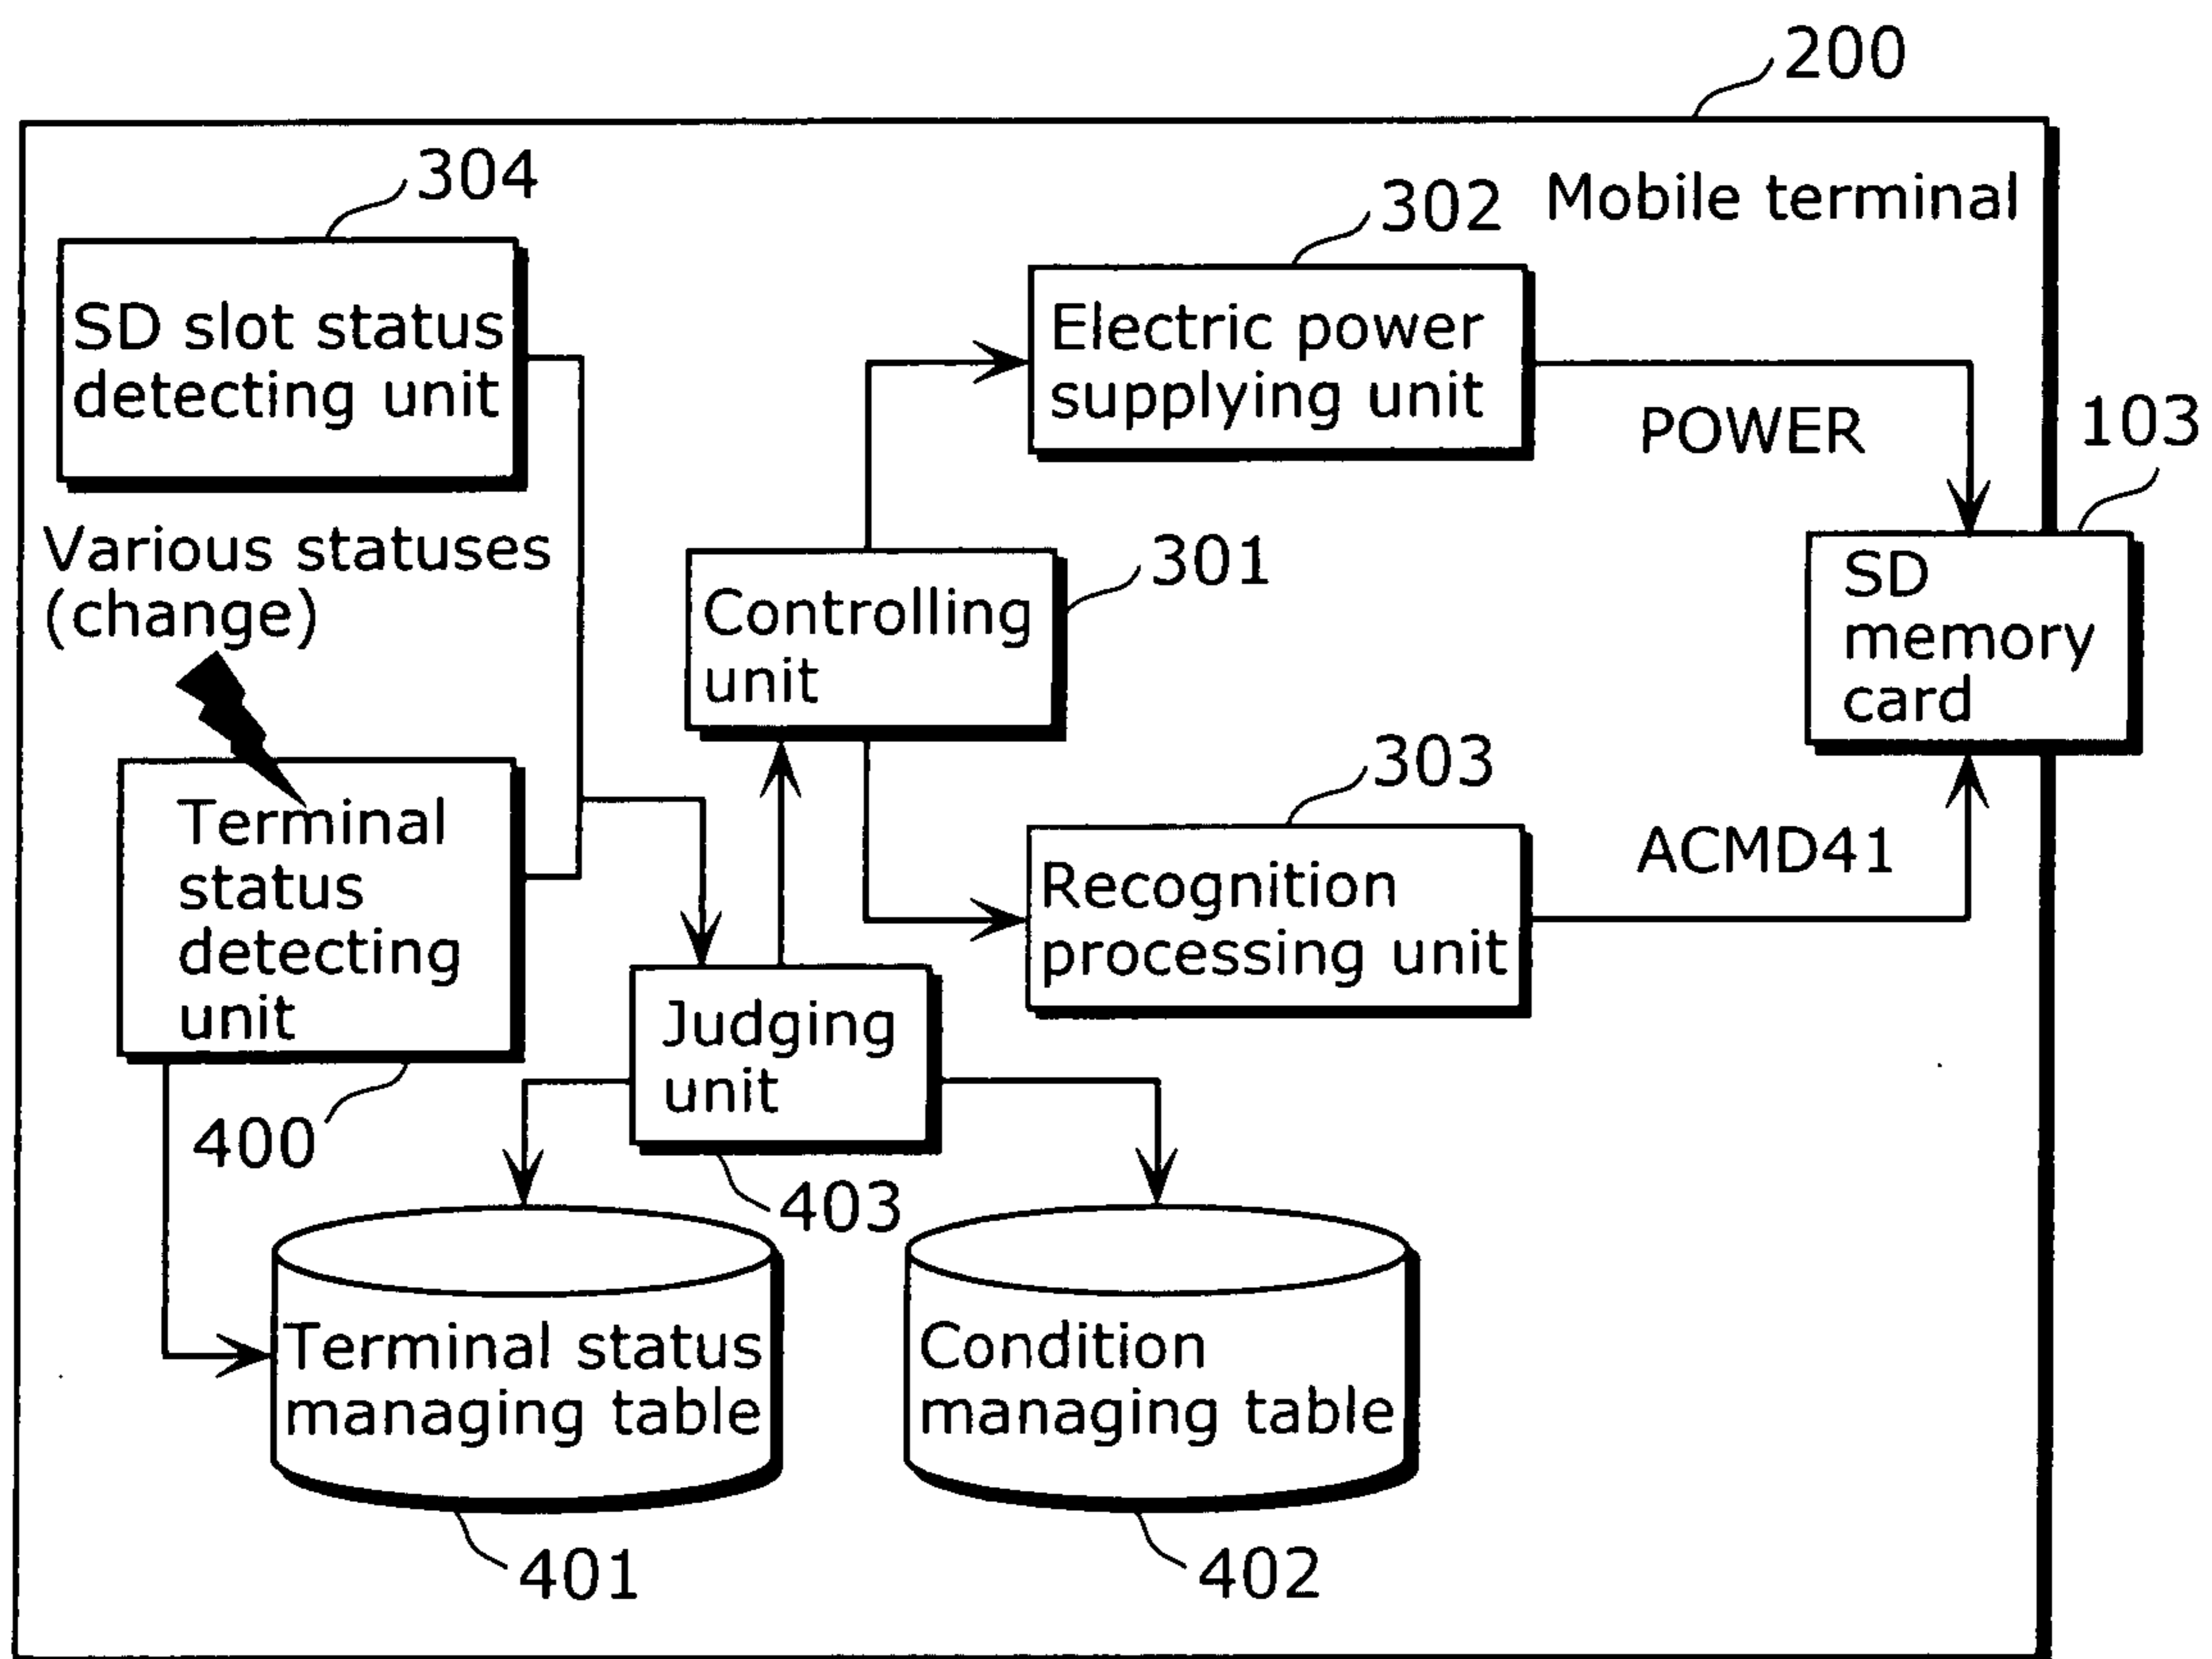 200
Mobile terminal
304
SD slot status
detecting unit
302
Electric power
supplying unit
POWER
103
SD
memory
card
Various statuses
(change)
301
Controlling
unit
303
Recognition
processing unit
ACMD41
Terminal
status
detecting
unit
400
Judging
unit
403
Terminal status
managing table
401
Condition
managing table
402